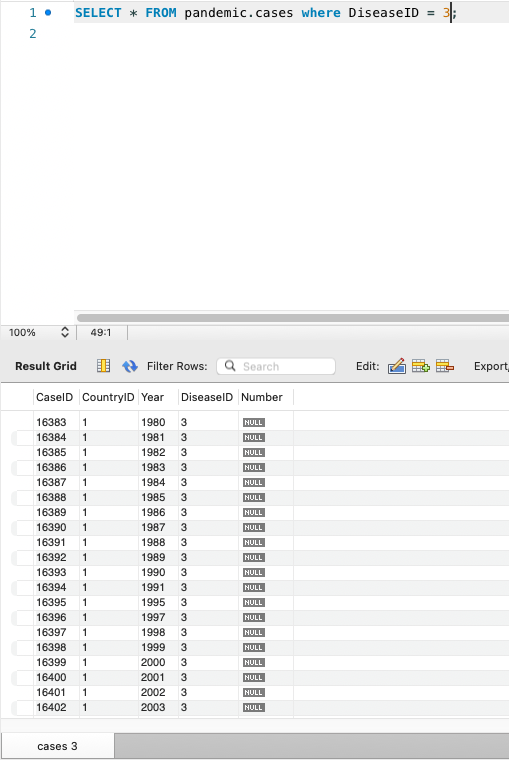 1 SELECT * FROM pandemic.cases where DiseaseID = 3;
2
100% 49:1
Result Grid Filter Rows: Search Edit: Export
CaseID CountryID Year DiseaseID Number
16383 1 1980 3 NULL
16384 1 1981 3 NULL
16385 1 1982 3 NULL
16386 1 1983 3 NULL
16387 1 1984 3 NULL
16388 1 1985 3 NULL
16389 1 1986 3 NULL
16390 1 1987 3 NULL
16391 1 1988 3 NULL
16392 1 1989 3 NULL
16393 1 1990 3 NULL
16394 1 1991 3 NULL
16395 1 1995 3 NULL
16396 1 1997 3 NULL
16397 1 1998 3 NULL
16398 1 1999 3 NULL
16399 1 2000 3 NULL
16400 1 2001 3 NULL
16401 1 2002 3 NULL
16402 1 2003 3 NULL
cases 3